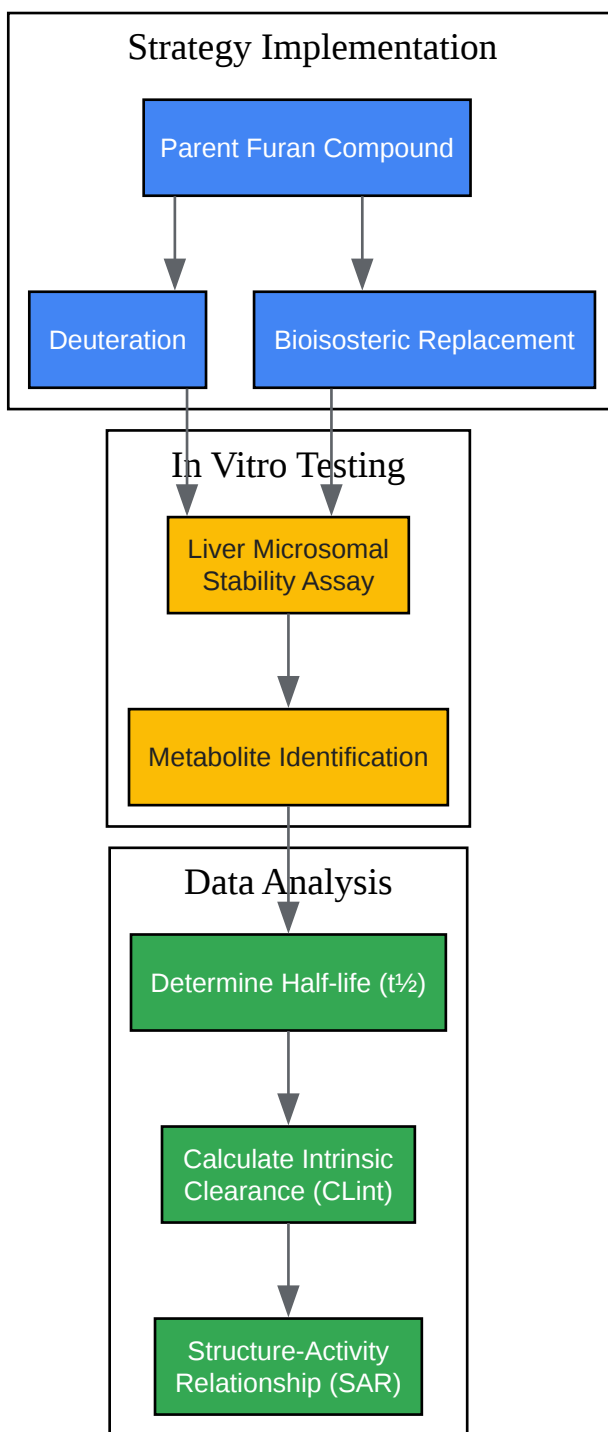 Strategy Implementation
Parent Furan Compound
Deuteration
Bioisosteric Replacement
In Vitro Testing
Liver Microsomal
Stability Assay
Metabolite Identification
Data Analysis
Determine Half-life (t½)
Calculate Intrinsic
Clearance (CLint)
Structure-Activity
Relationship (SAR)